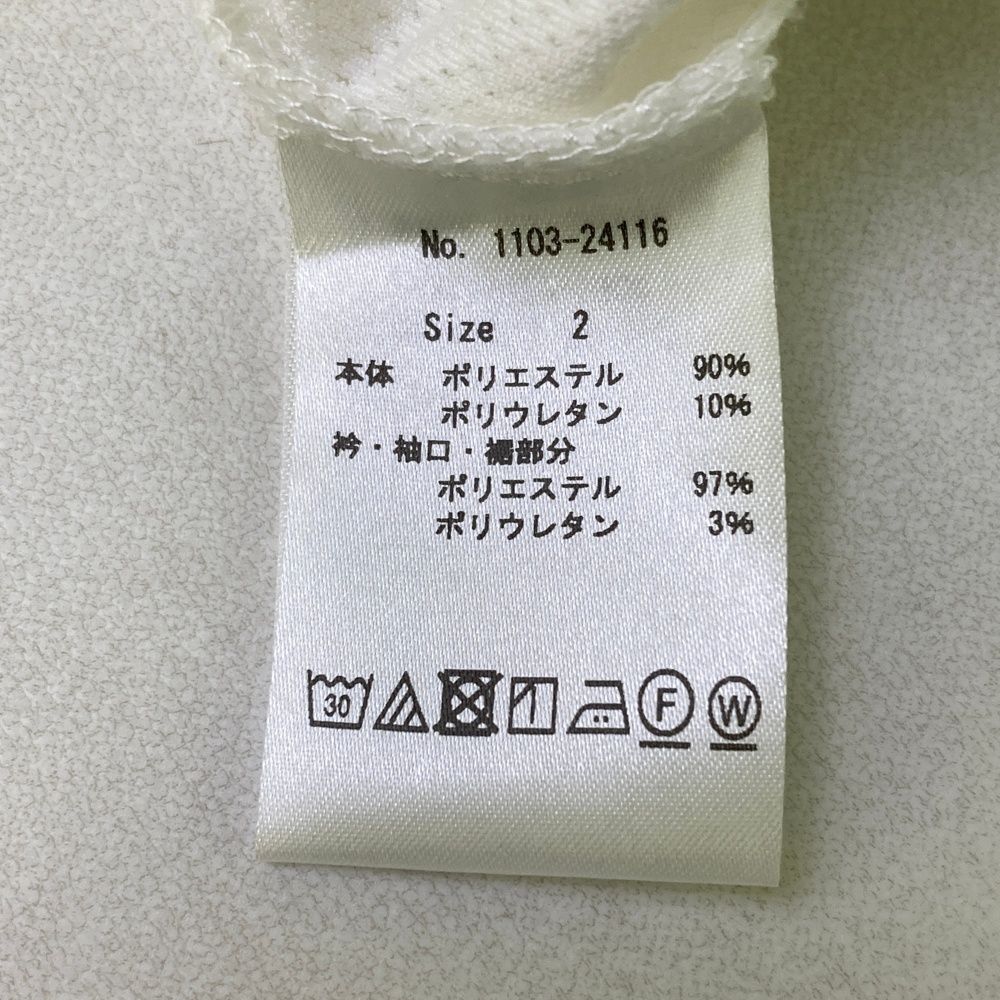 No. 1103-24116
Size 2
本体 ポリエステル 90%
ポリウレタン 10%
衿・袖口・裾部分
ポリエステル 97%
ポリウレタン 3%
30 F W